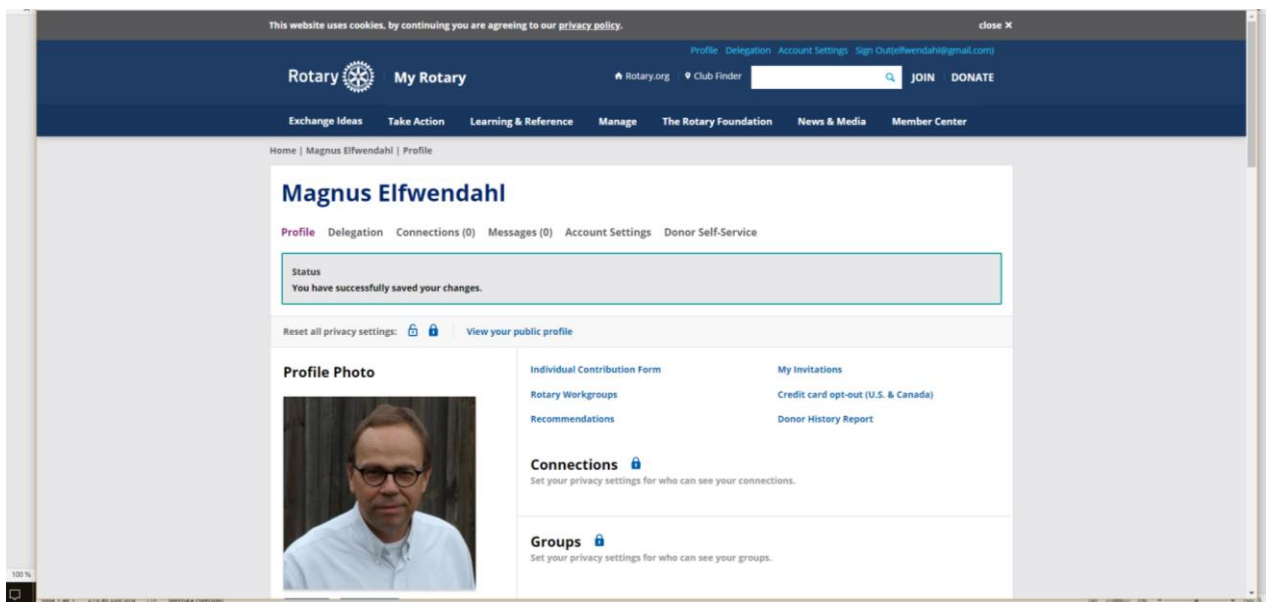 This website uses cookies, by continuing you are agreeing to our privacy policy. close X
Profile Delegation Account Settings Sign Out(elfwendahl@gmail.com)
Rotary My Rotary Rotary.org Club Finder JOIN DONATE
Exchange Ideas Take Action Learning & Reference Manage The Rotary Foundation News & Media Member Center
Home | Magnus Elfwendahl | Profile
Magnus Elfwendahl
Profile Delegation Connections (0) Messages (0) Account Settings Donor Self-Service
Status
You have successfully saved your changes.
Reset all privacy settings: View your public profile
Profile Photo
Individual Contribution Form My Invitations
Rotary Workgroups Credit card opt-out (U.S. & Canada)
Recommendations Donor History Report
Connections
Set your privacy settings for who can see your connections.
Groups
Set your privacy settings for who can see your groups.
100 %